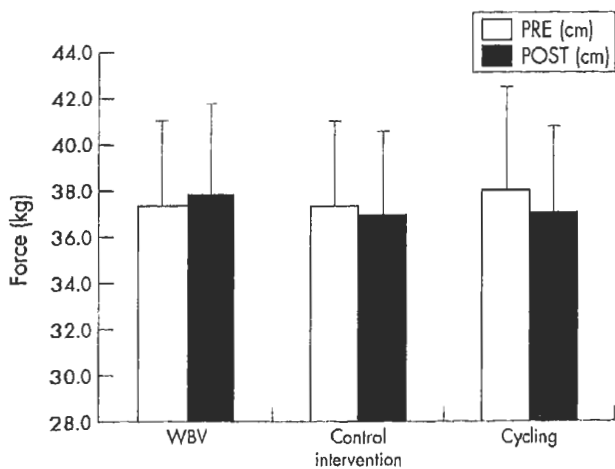 PRE (cm)
POST (cm)
44.0
42.0
40.0
38.0
36.0
34.0
32.0
30.0
28.0
Force (kg)
WBV
Control
Cycling
intervention